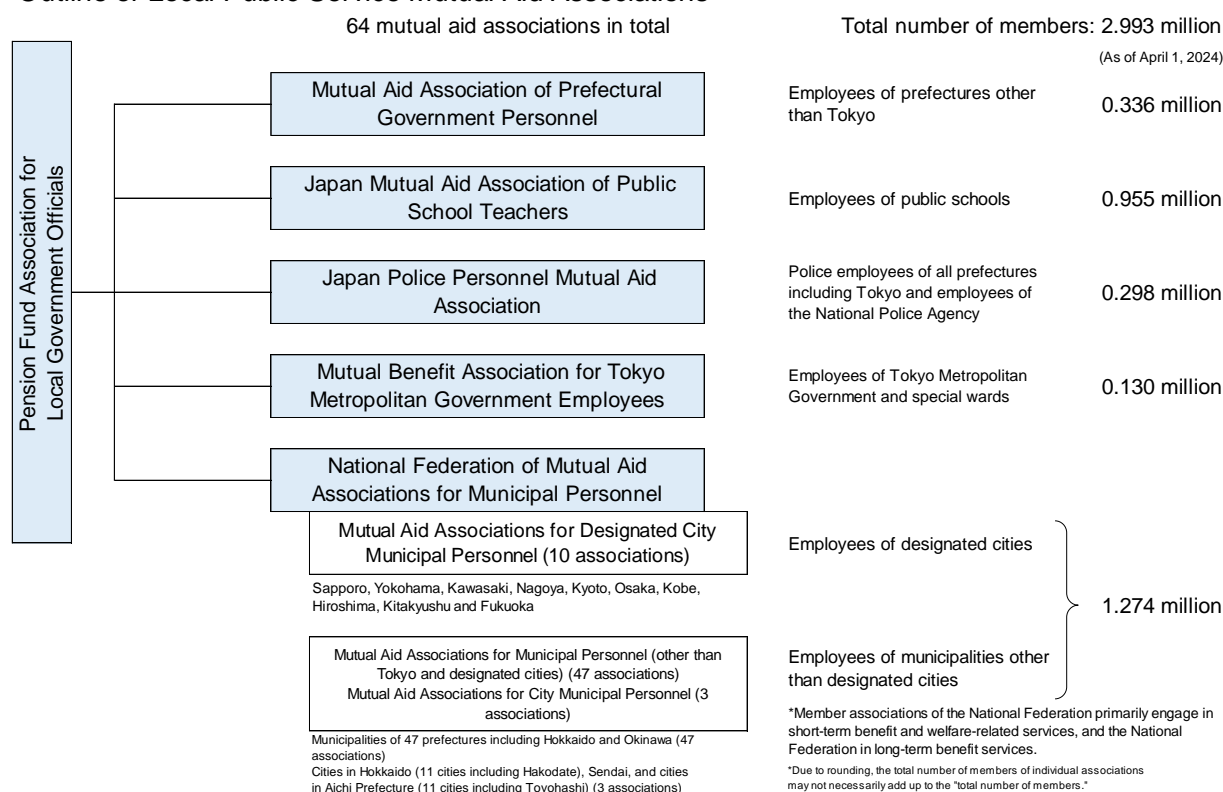 Outline of Local Public Service Mutual Aid Associations
64 mutual aid associations in total
Total number of members: 2.993 million
(As of April 1, 2024)
Pension Fund Association for
Local Government Officials
Mutual Aid Association of Prefectural
Government Personnel
Employees of prefectures other
than Tokyo
0.336 million
Japan Mutual Aid Association of Public
School Teachers
Employees of public schools
0.955 million
Japan Police Personnel Mutual Aid
Association
Police employees of all prefectures
including Tokyo and employees of
the National Police Agency
0.298 million
Mutual Benefit Association for Tokyo
Metropolitan Government Employees
Employees of Tokyo Metropolitan
Government and special wards
0.130 million
National Federation of Mutual Aid
Associations for Municipal Personnel
Mutual Aid Associations for Designated City
Municipal Personnel (10 associations)
Employees of designated cities
Sapporo, Yokohama, Kawasaki, Nagoya, Kyoto, Osaka, Kobe,
Hiroshima, Kitakyushu and Fukuoka
1.274 million
Mutual Aid Associations for Municipal Personnel (other than
Tokyo and designated cities) (47 associations)
Mutual Aid Associations for City Municipal Personnel (3
associations)
Employees of municipalities other
than designated cities
Municipalities of 47 prefectures including Hokkaido and Okinawa (47
associations)
Cities in Hokkaido (11 cities including Hakodate), Sendai, and cities
in Aichi Prefecture (11 cities including Toyohashi) (3 associations)
*Member associations of the National Federation primarily engage in
short-term benefit and welfare-related services, and the National
Federation in long-term benefit services.
*Due to rounding, the total number of members of individual associations
may not necessarily add up to the "total number of members."